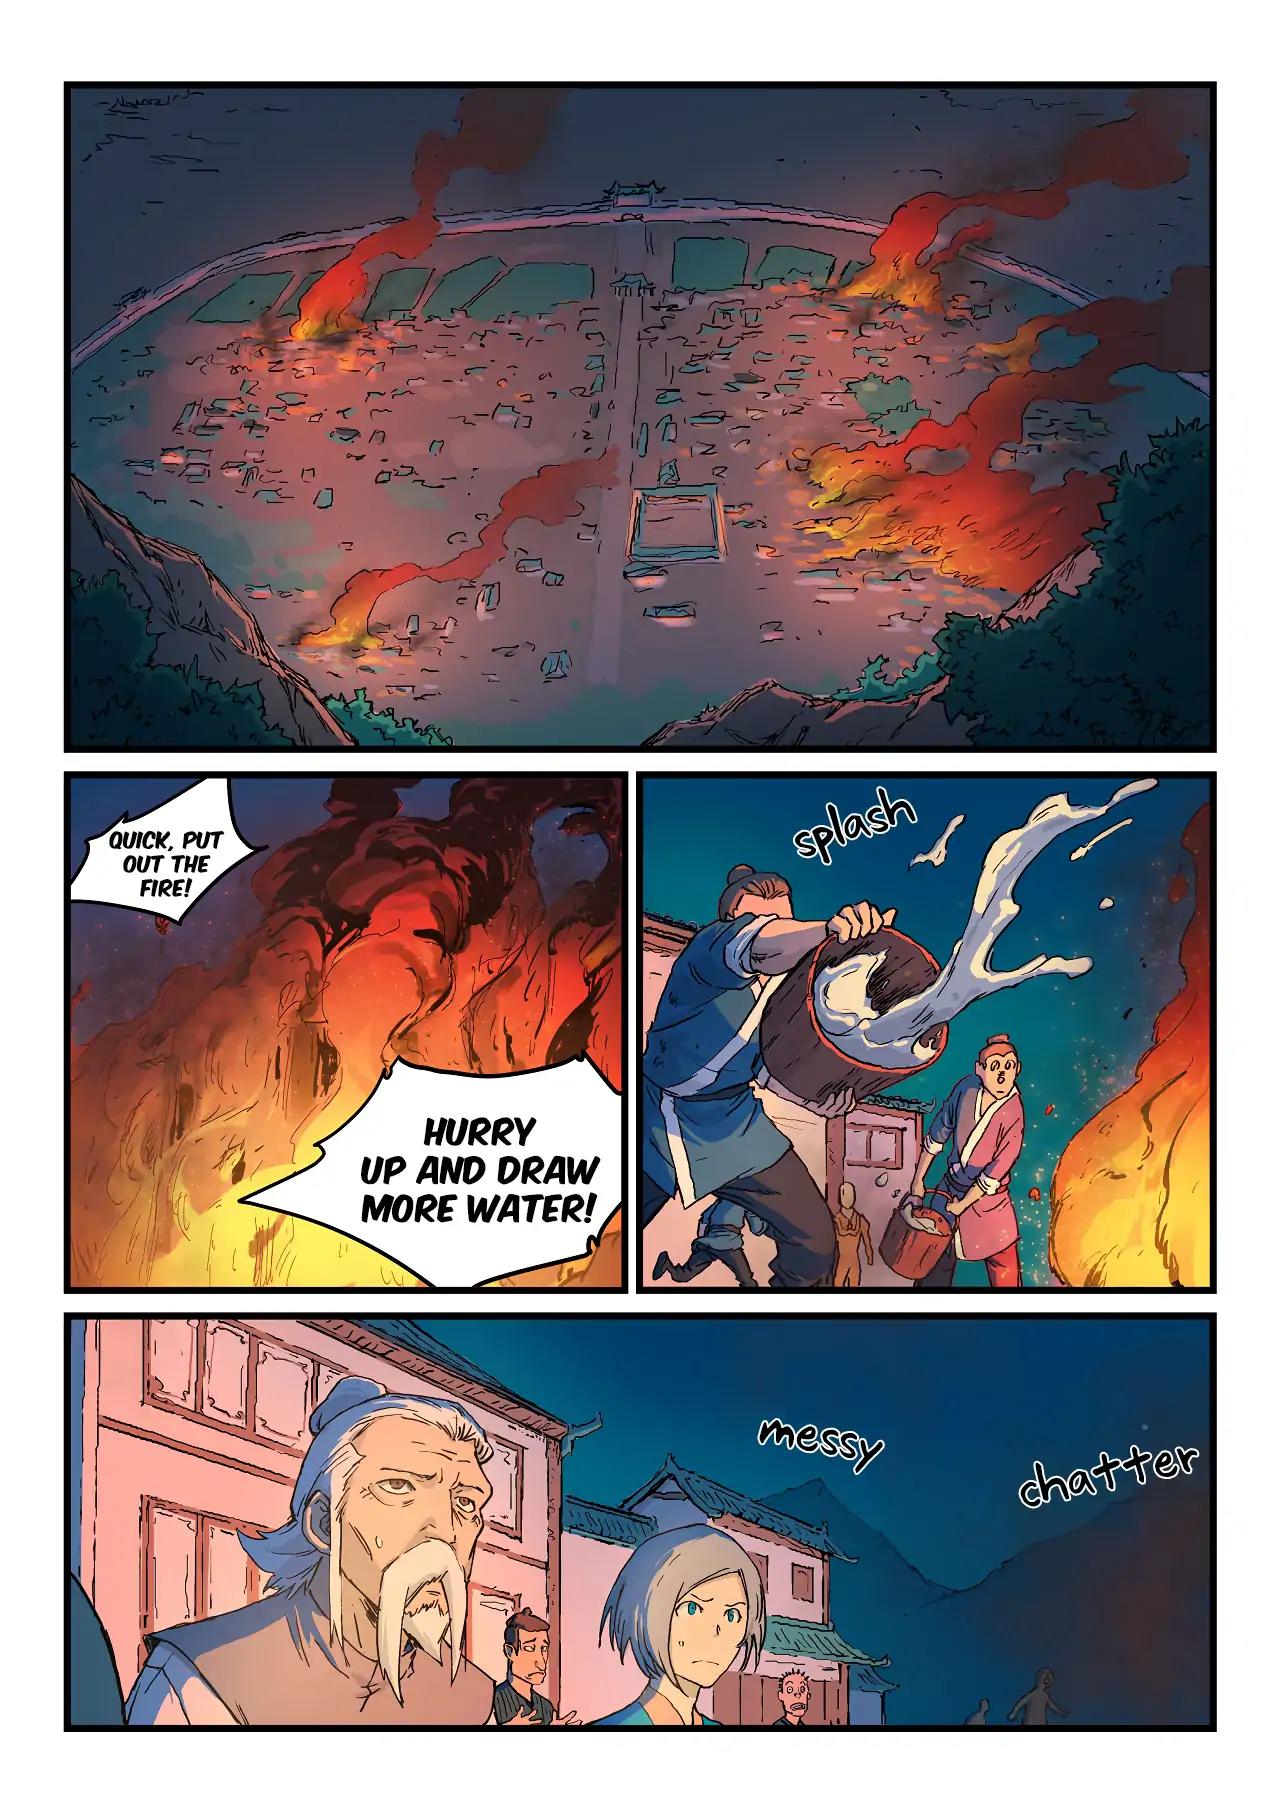 QUICK, PUT
OUT THE
FIRE!
HURRY
UP AND DRAW
MORE WATER!
splash
messy
chatter